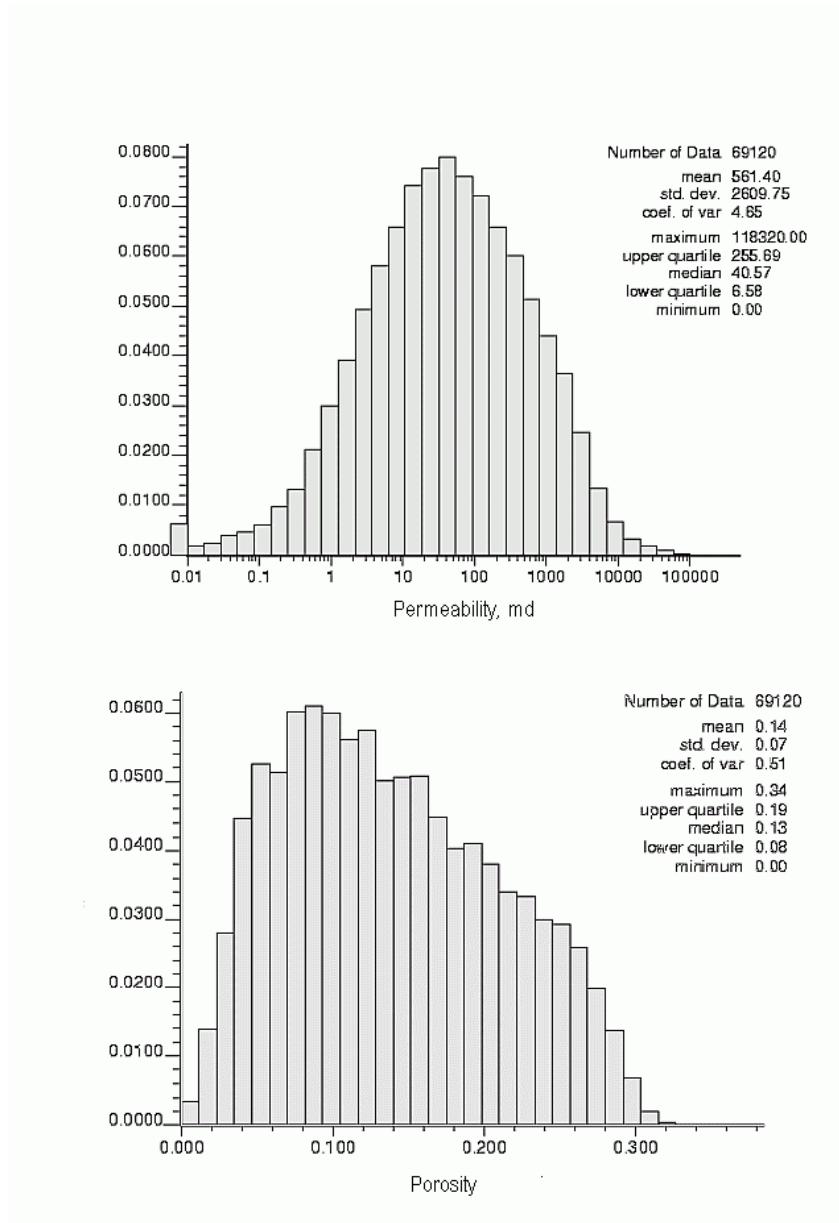 0.0800
0.0700
0.0600
0.0500
0.0400
0.0300
0.0200
0.0100
0.0000
0.01 0.1 1 10 100 1000 10000 100000
Permeability, md
Number of Data 69120
mean 561.40
std. dev. 2609.75
coef. of var 4.65
maximum 118320.00
upper quartile 255.69
median 40.57
lower quartile 6.58
minimum 0.00
0.0600
0.0500
0.0400
0.0300
0.0200
0.0100
0.0000
0.000 0.100 0.200 0.300
Porosity
Number of Data 69120
mean 0.14
std. dev. 0.07
coef. of var 0.51
maximum 0.34
upper quartile 0.19
median 0.13
lower quartile 0.08
minimum 0.00